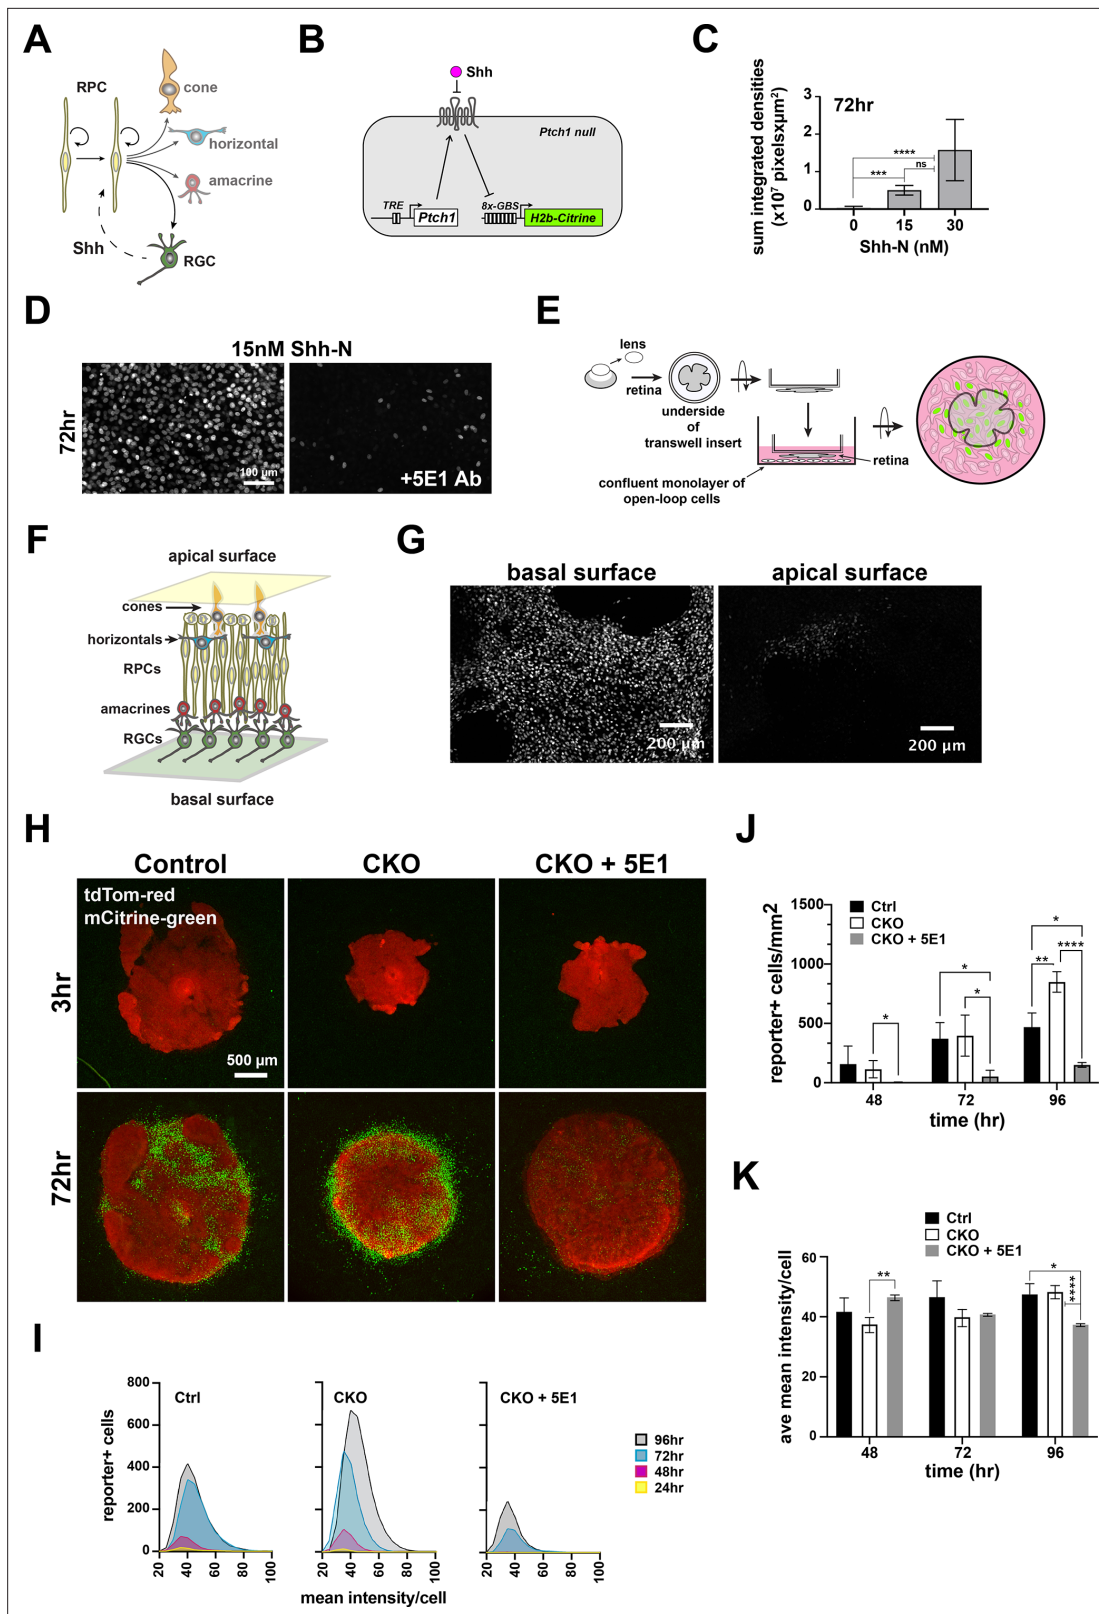 A
RPC
cone
horizontal
amacrine
Shh
RGC
B
Shh
Ptch1 null
TRE
Ptch1
8x-GBS
H2b-Citrine
C
sum integrated densities
(x10⁷ pixelsxµm²)
72hr
3
2
1
0
****
***
ns
0 15 30
Shh-N (nM)
D
15nM Shh-N
72hr
100 µm
+5E1 Ab
E
lens
retina
underside
of
transwell insert
retina
confluent monolayer of
open-loop cells
F
apical surface
cones
horizontals
RPCs
amacrines
RGCs
basal surface
G
basal surface
apical surface
200 µm
200 µm
H
Control
CKO
CKO + 5E1
tdTom-red
mCitrine-green
3hr
500 µm
72hr
I
reporter+ cells
800
600
400
200
0
Ctrl
CKO
CKO + 5E1
96hr
72hr
48hr
24hr
20 40 60 80 100
20 40 60 80 100
20 40 60 80 100
mean intensity/cell
J
reporter+ cells/mm2
Ctrl
CKO
CKO + 5E1
1500
1000
500
0
*
*
*
*
**
****
48 72 96
time (hr)
K
Ctrl
CKO
CKO + 5E1
ave mean intensity/cell
60
40
20
0
**
*
****
48 72 96
time (hr)